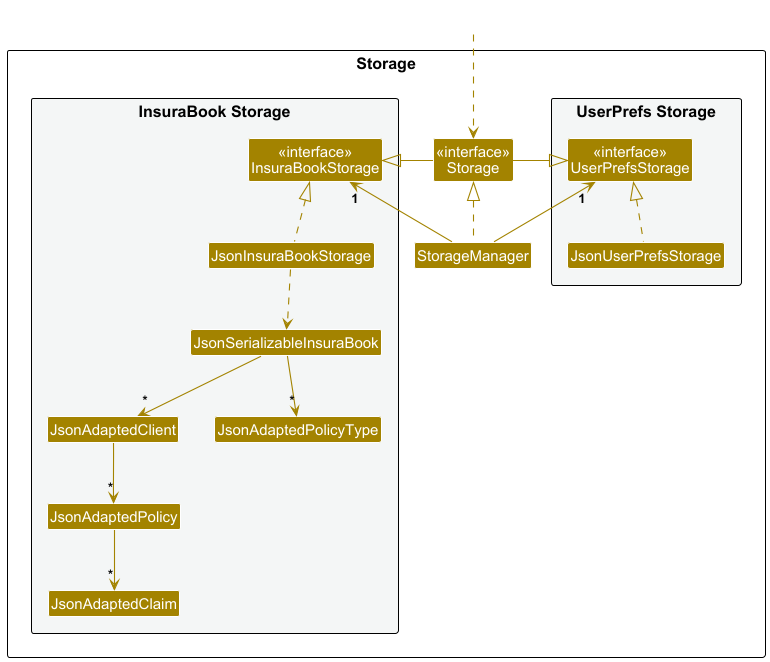 Storage
InsuraBook Storage
UserPrefs Storage
«interface»
InsuraBookStorage
«interface»
Storage
«interface»
UserPrefsStorage
1
1
JsonInsuraBookStorage
StorageManager
JsonUserPrefsStorage
JsonSerializableInsuraBook
*
*
JsonAdaptedClient
JsonAdaptedPolicyType
*
JsonAdaptedPolicy
*
JsonAdaptedClaim